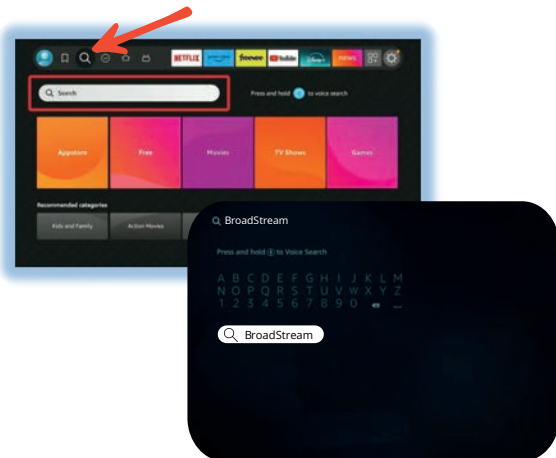 NETFLIX prime video freevee YouTube Disney+ news
Search
Press and hold to voice search
Appstore Free Movies TV Shows Games
Recommended categories
Kids and Family Action Movies
BroadStream
Press and hold to Voice Search
A B C D E F G H I J K L M
N O P Q R S T U V W X Y Z
1 2 3 4 5 6 7 8 9 0
BroadStream